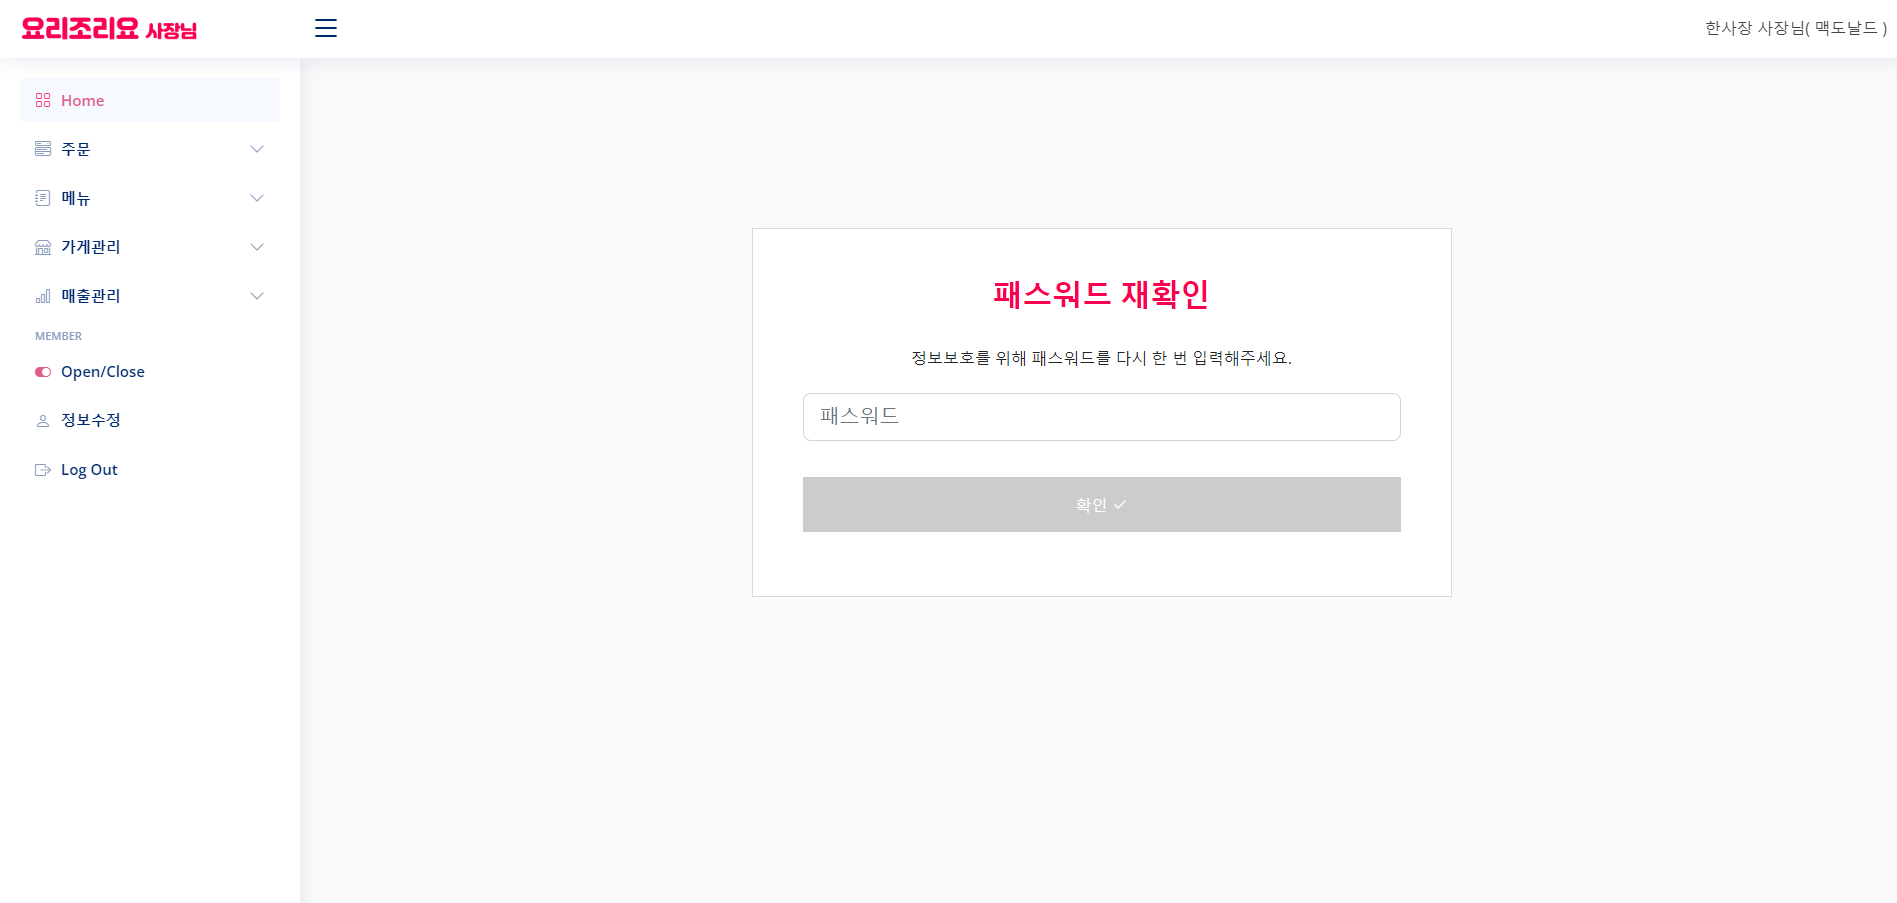 요리조리요 사장님
한사장 사장님( 맥도날드 )
Home
주문
메뉴
가게관리
매출관리
MEMBER
Open/Close
정보수정
Log Out
패스워드 재확인
정보보호를 위해 패스워드를 다시 한 번 입력해주세요.
패스워드
확인